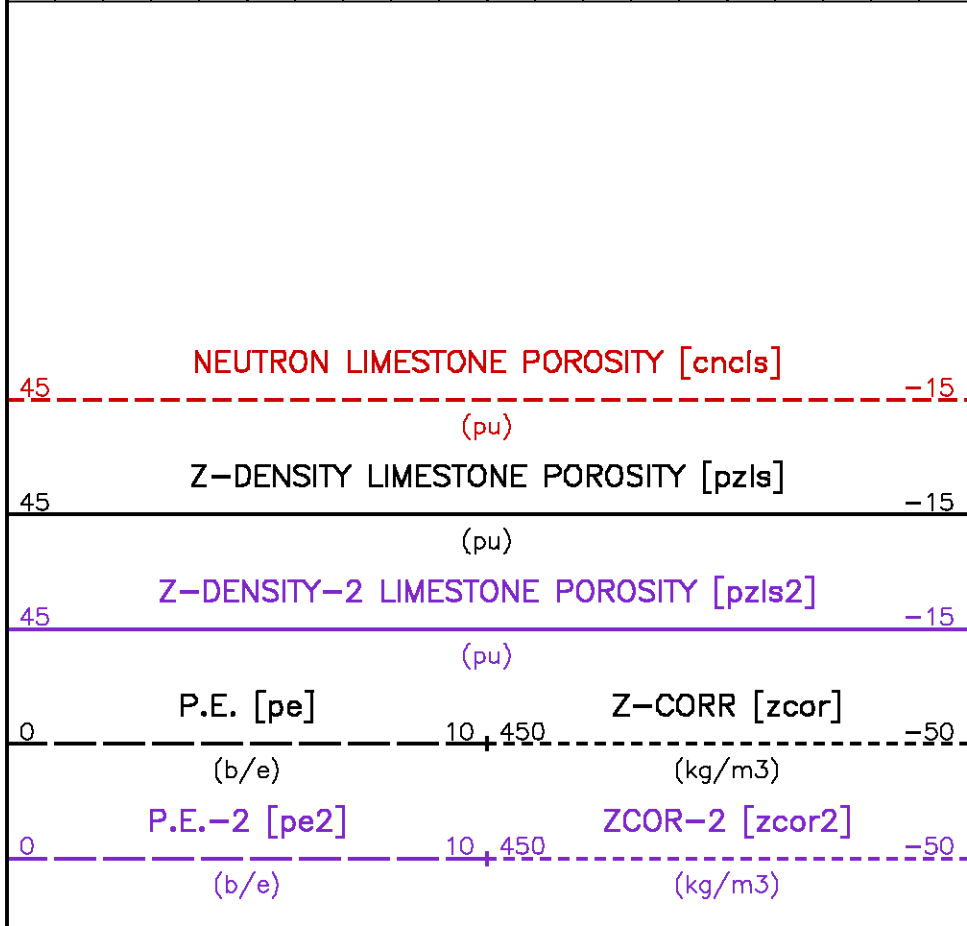 NEUTRON LIMESTONE POROSITY [cncls]
45 -15
(pu)
Z-DENSITY LIMESTONE POROSITY [pzls]
45 -15
(pu)
Z-DENSITY-2 LIMESTONE POROSITY [pzls2]
45 -15
(pu)
P.E. [pe] Z-CORR [zcor]
0 10 450 -50
(b/e) (kg/m3)
P.E.-2 [pe2] ZCOR-2 [zcor2]
0 10 450 -50
(b/e) (kg/m3)